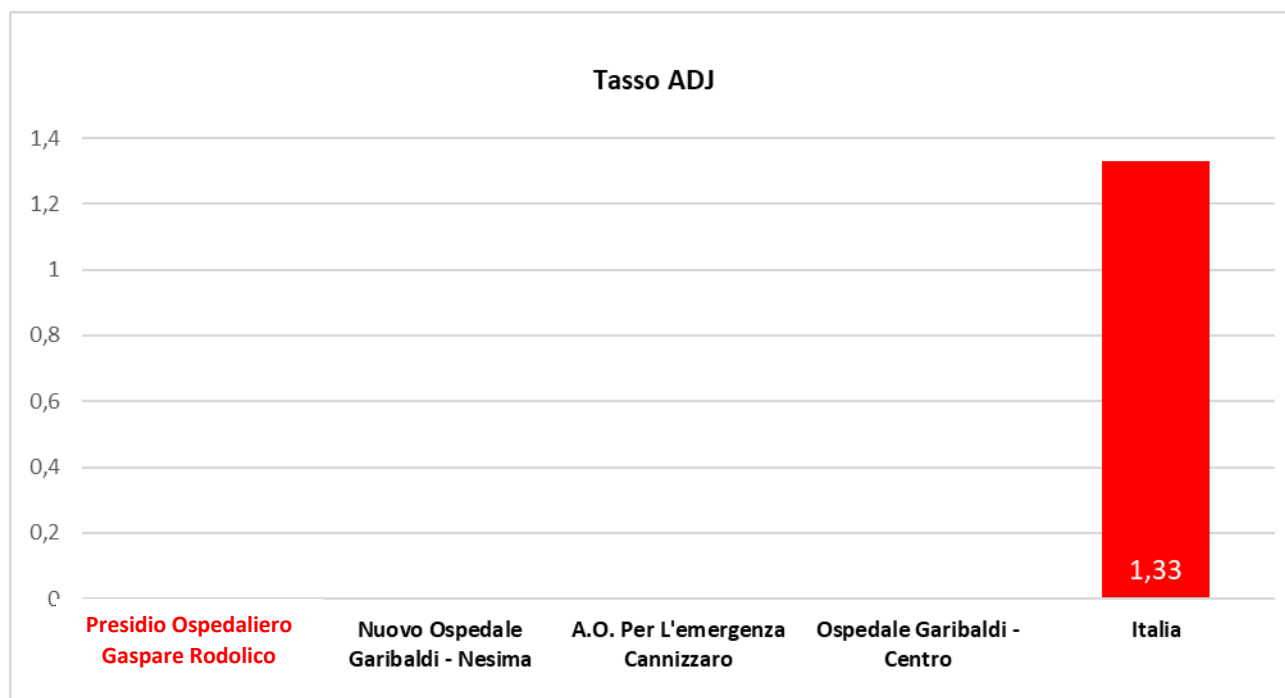 Tasso ADJ
1,4
1,2
1
0,8
0,6
0,4
0,2
0
1,33
Presidio Ospedaliero
Gaspare Rodolico
Nuovo Ospedale
Garibaldi - Nesima
A.O. Per L'emergenza
Cannizzaro
Ospedale Garibaldi -
Centro
Italia